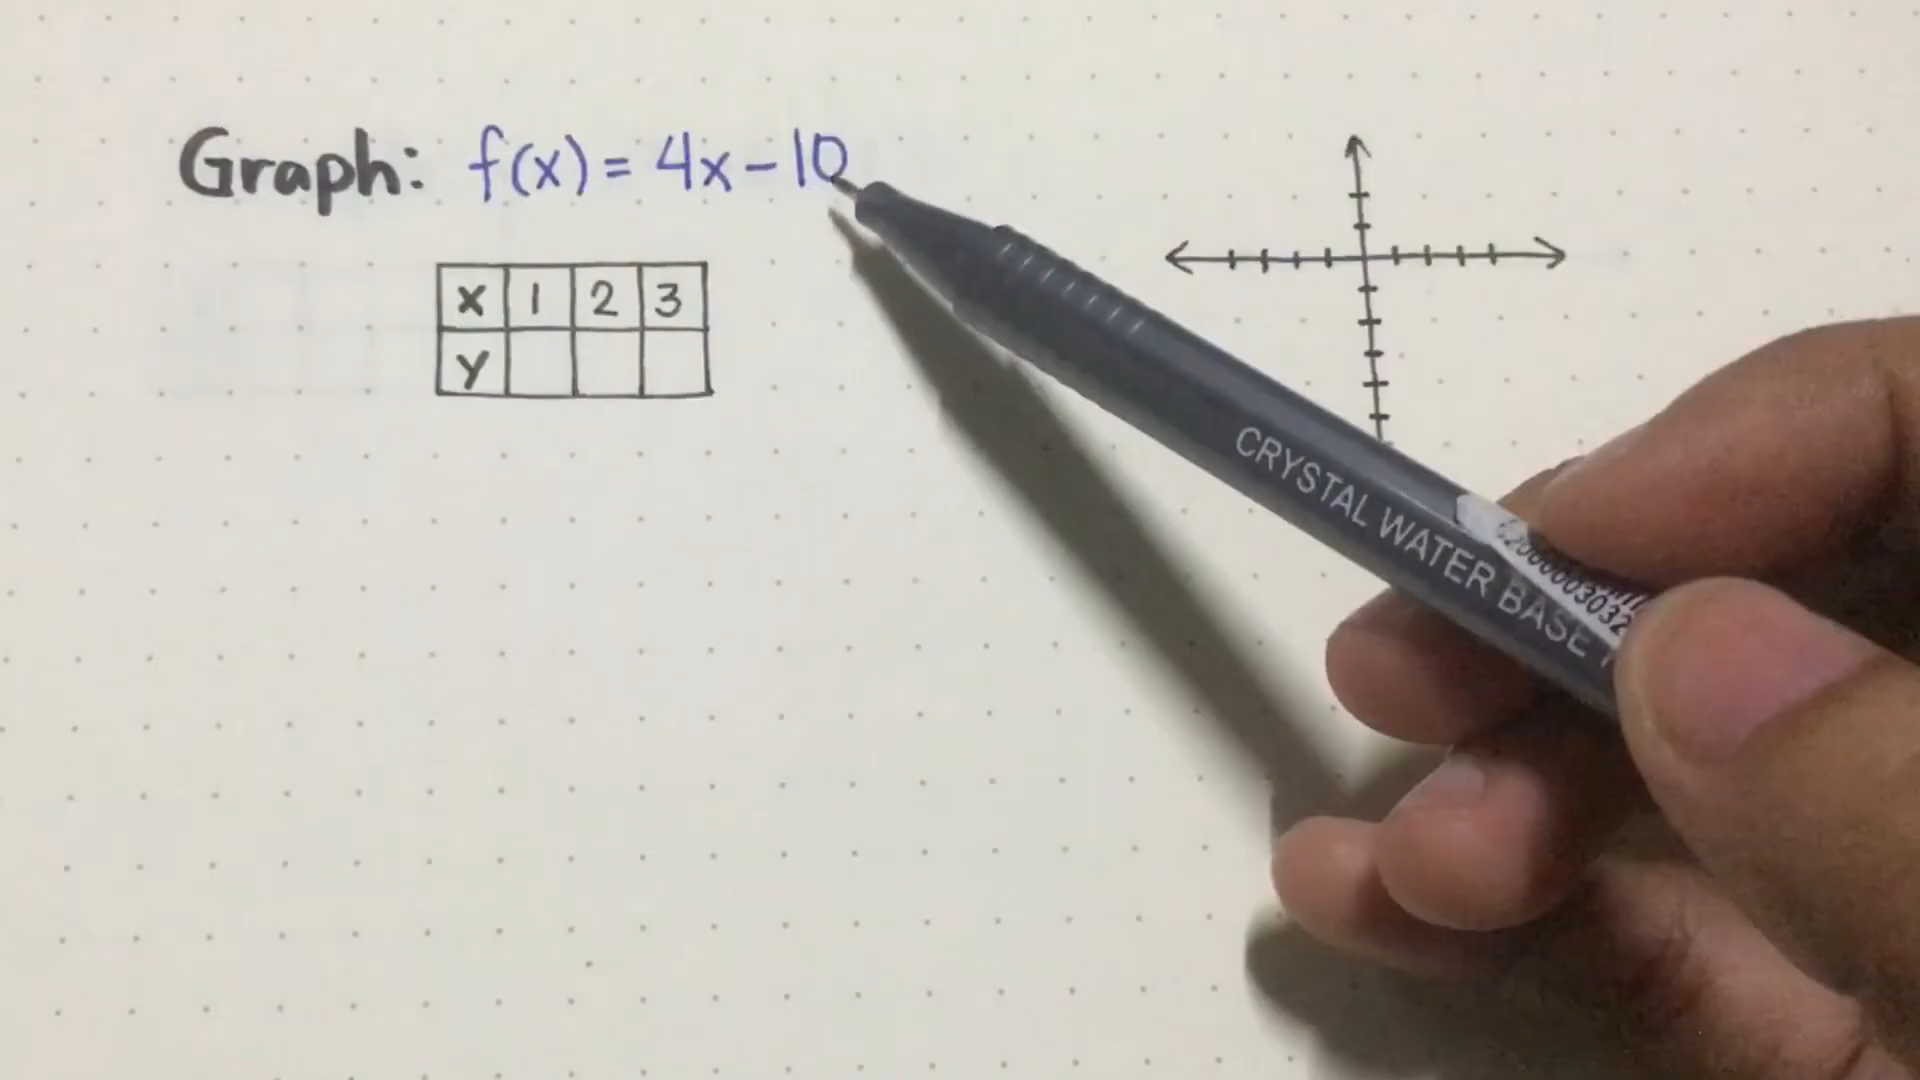 Graph: f(x) = 4x - 10
X 1 2 3
Y
CRYSTAL WATER BASE